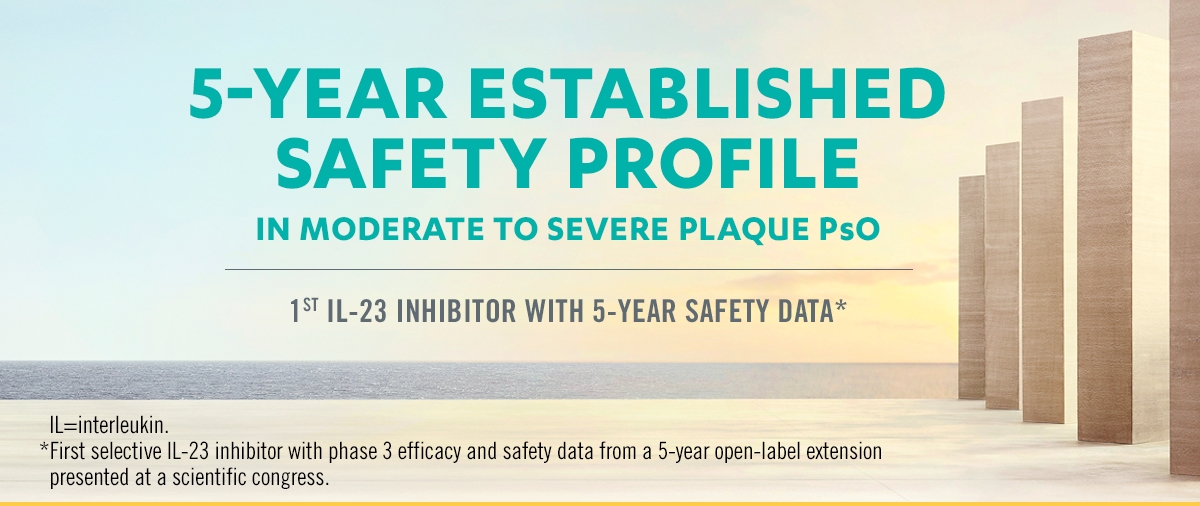 5-YEAR ESTABLISHED
SAFETY PROFILE
IN MODERATE TO SEVERE PLAQUE PsO
1ST IL-23 INHIBITOR WITH 5-YEAR SAFETY DATA*
IL=interleukin.
*First selective IL-23 inhibitor with phase 3 efficacy and safety data from a 5-year open-label extension
presented at a scientific congress.